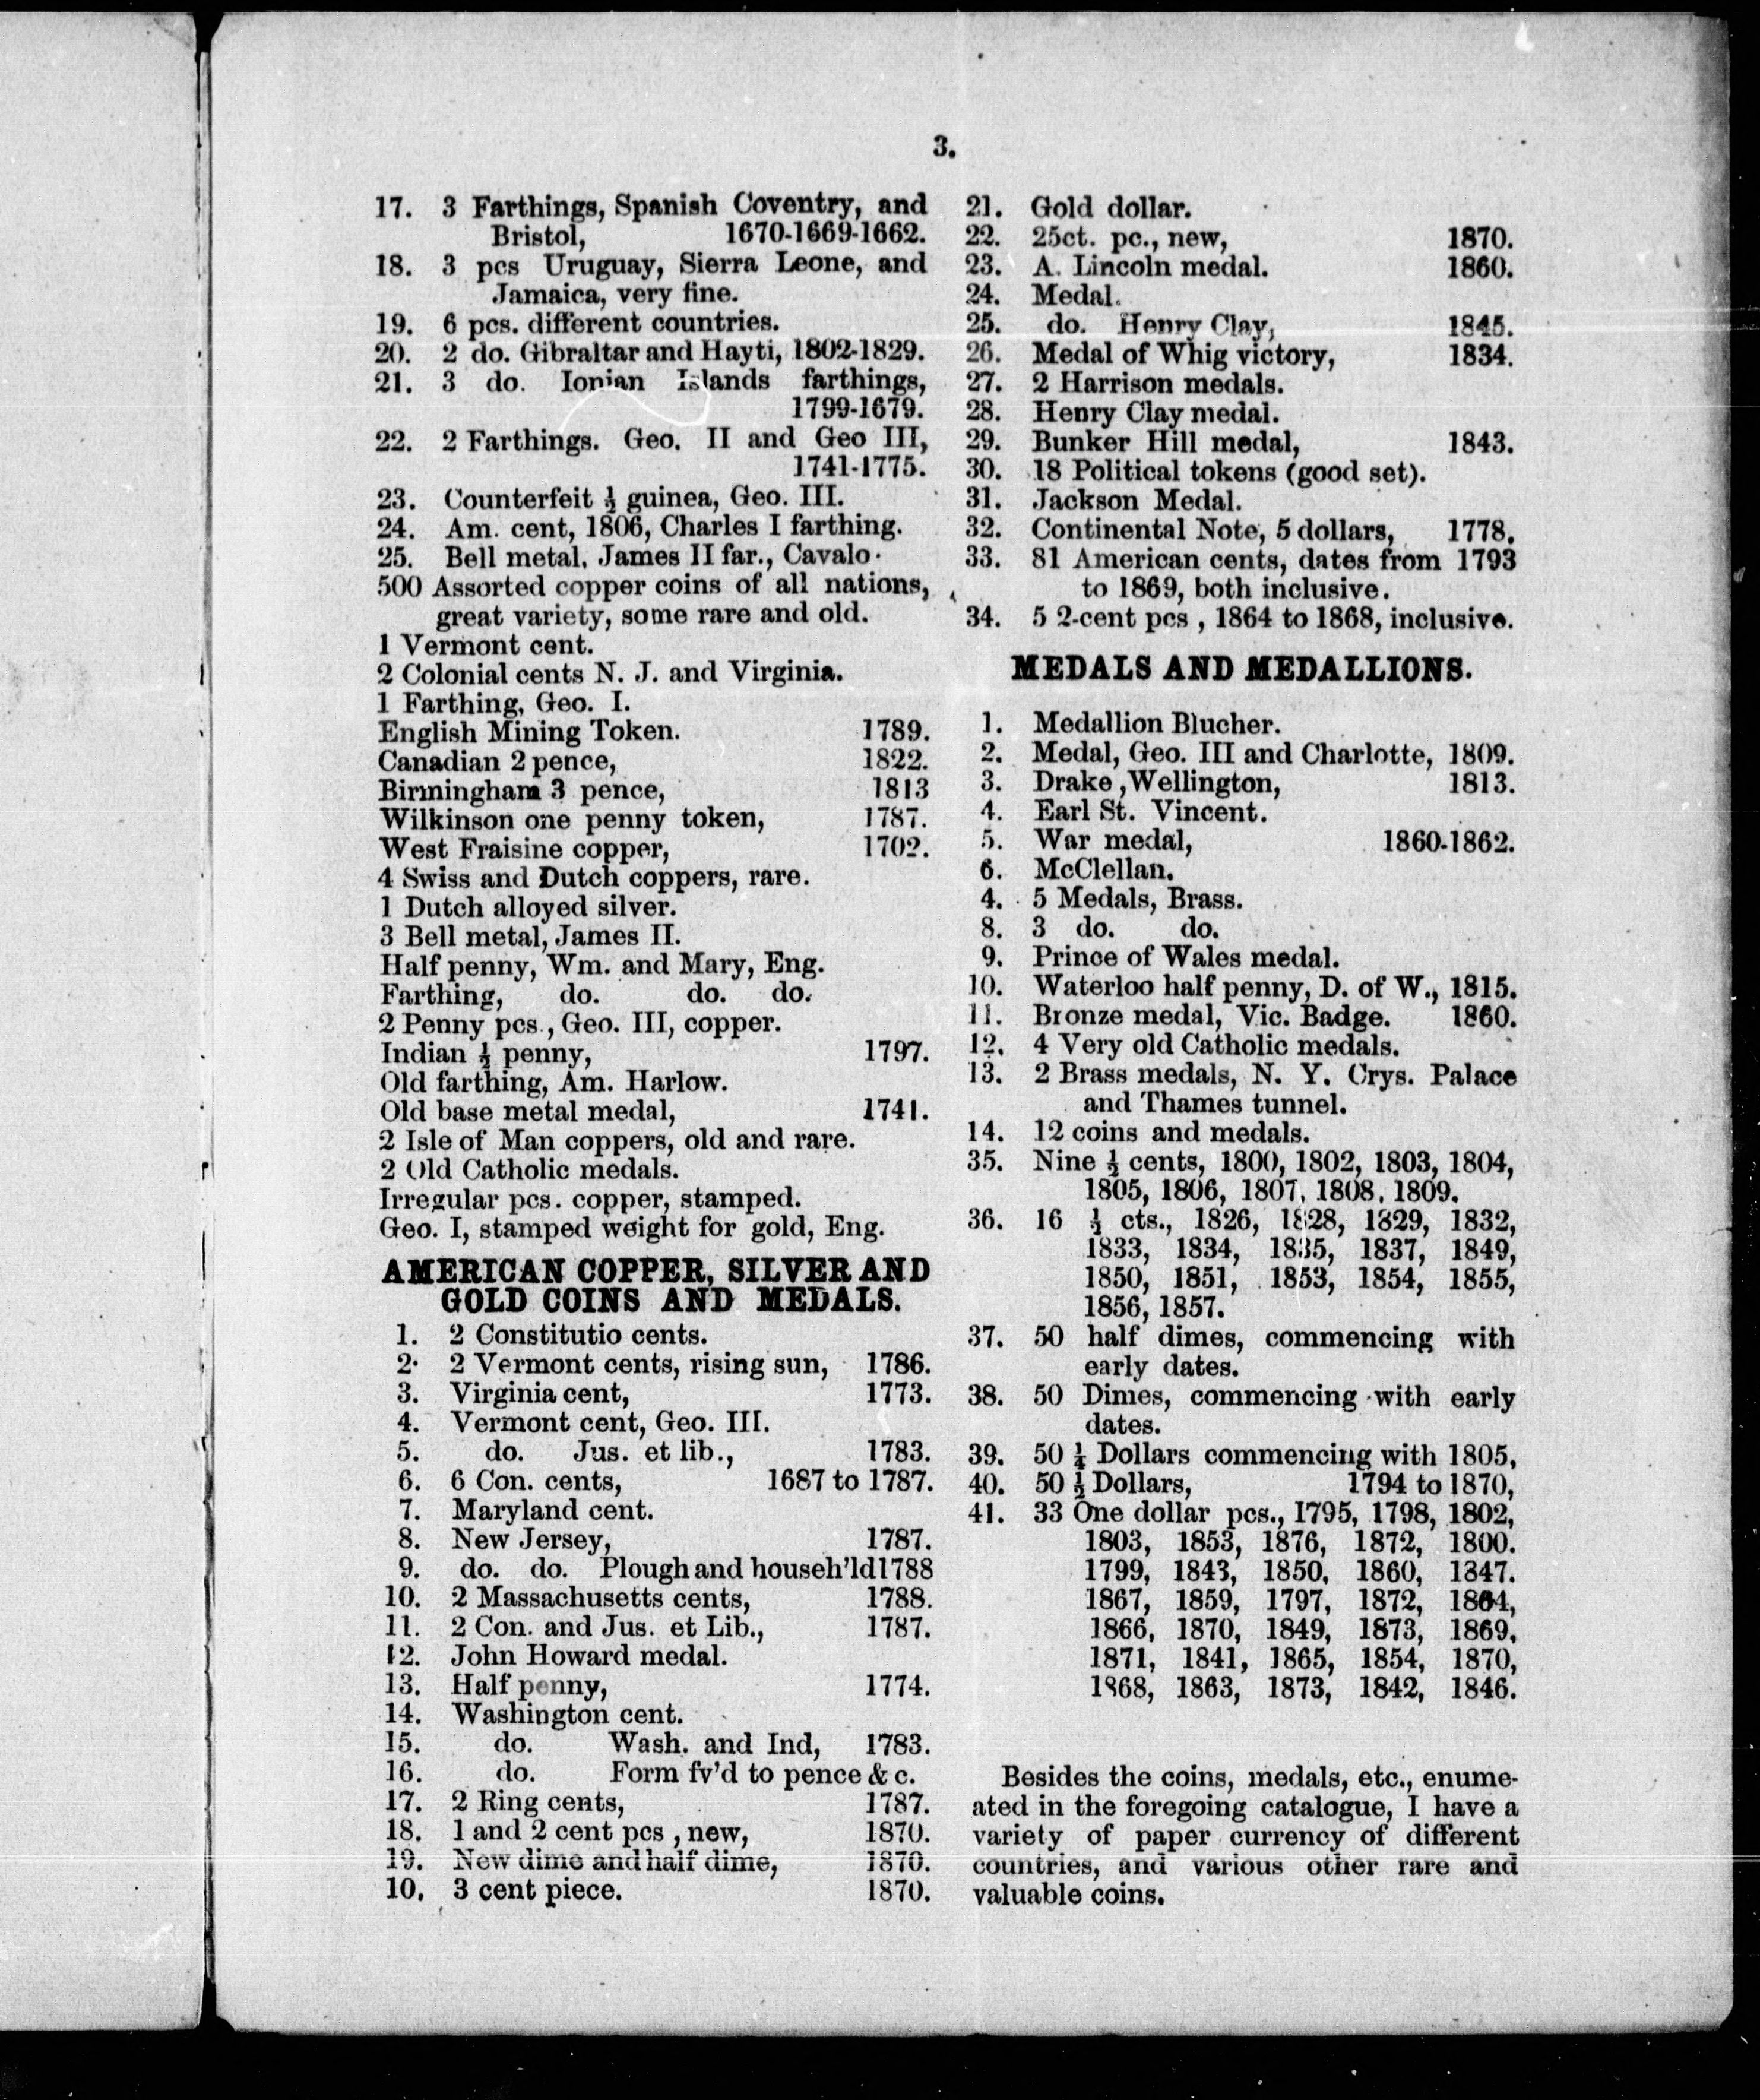 3.
17. 3 Farthings, Spanish Coventry, and
Bristol, 1670-1669-1662.
18. 3 pcs Uruguay, Sierra Leone, and
Jamaica, very fine.
19. 6 pcs. different countries.
20. 2 do. Gibraltar and Hayti, 1802-1829.
21. 3 do. Ionian Islands farthings,
1799-1679.
22. 2 Farthings. Geo. II and Geo III,
1741-1775.
23. Counterfeit ½ guinea, Geo. III.
24. Am. cent, 1806, Charles I farthing.
25. Bell metal, James II far., Cavalo.
500 Assorted copper coins of all nations,
great variety, some rare and old.
1 Vermont cent.
2 Colonial cents N. J. and Virginia.
1 Farthing, Geo. I.
English Mining Token. 1789.
Canadian 2 pence, 1822.
Birmingham 3 pence, 1813
Wilkinson one penny token, 1787.
West Fraisine copper, 1702.
4 Swiss and Dutch coppers, rare.
1 Dutch alloyed silver.
3 Bell metal, James II.
Half penny, Wm. and Mary, Eng.
Farthing, do. do. do.
2 Penny pcs., Geo. III, copper.
Indian ½ penny, 1797.
Old farthing, Am. Harlow.
Old base metal medal, 1741.
2 Isle of Man coppers, old and rare.
2 Old Catholic medals.
Irregular pcs. copper, stamped.
Geo. I, stamped weight for gold, Eng.
AMERICAN COPPER, SILVER AND
GOLD COINS AND MEDALS.
1. 2 Constitutio cents.
2. 2 Vermont cents, rising sun, 1786.
3. Virginia cent, 1773.
4. Vermont cent, Geo. III.
5. do. Jus. et lib., 1783.
6. 6 Con. cents, 1687 to 1787.
7. Maryland cent.
8. New Jersey, 1787.
9. do. do. Plough and househ'ld 1788
10. 2 Massachusetts cents, 1788.
11. 2 Con. and Jus. et Lib., 1787.
12. John Howard medal.
13. Half penny, 1774.
14. Washington cent.
15. do. Wash. and Ind, 1783.
16. do. Form fv'd to pence & c.
17. 2 Ring cents, 1787.
18. 1 and 2 cent pcs , new, 1870.
19. New dime and half dime, 1870.
10. 3 cent piece. 1870.
21. Gold dollar.
22. 25ct. pc., new, 1870.
23. A. Lincoln medal. 1860.
24. Medal.
25. do. Henry Clay, 1845.
26. Medal of Whig victory, 1834.
27. 2 Harrison medals.
28. Henry Clay medal.
29. Bunker Hill medal, 1843.
30. 18 Political tokens (good set).
31. Jackson Medal.
32. Continental Note, 5 dollars, 1778.
33. 81 American cents, dates from 1793
to 1869, both inclusive.
34. 5 2-cent pcs , 1864 to 1868, inclusive.
MEDALS AND MEDALLIONS.
1. Medallion Blucher.
2. Medal, Geo. III and Charlotte, 1809.
3. Drake , Wellington, 1813.
4. Earl St. Vincent.
5. War medal, 1860-1862.
6. McClellan.
4. 5 Medals, Brass.
8. 3 do. do.
9. Prince of Wales medal.
10. Waterloo half penny, D. of W., 1815.
11. Bronze medal, Vic. Badge. 1860.
12. 4 Very old Catholic medals.
13. 2 Brass medals, N. Y. Crys. Palace
and Thames tunnel.
14. 12 coins and medals.
35. Nine ½ cents, 1800, 1802, 1803, 1804,
1805, 1806, 1807, 1808, 1809.
36. 16 ½ cts., 1826, 1828, 1829, 1832,
1833, 1834, 1835, 1837, 1849,
1850, 1851, 1853, 1854, 1855,
1856, 1857.
37. 50 half dimes, commencing with
early dates.
38. 50 Dimes, commencing with early
dates.
39. 50 ¼ Dollars commencing with 1805,
40. 50 ½ Dollars, 1794 to 1870,
41. 33 One dollar pcs., 1795, 1798, 1802,
1803, 1853, 1876, 1872, 1800.
1799, 1843, 1850, 1860, 1847.
1867, 1859, 1797, 1872, 1864,
1866, 1870, 1849, 1873, 1869,
1871, 1841, 1865, 1854, 1870,
1868, 1863, 1873, 1842, 1846.
Besides the coins, medals, etc., enume-
ated in the foregoing catalogue, I have a
variety of paper currency of different
countries, and various other rare and
valuable coins.